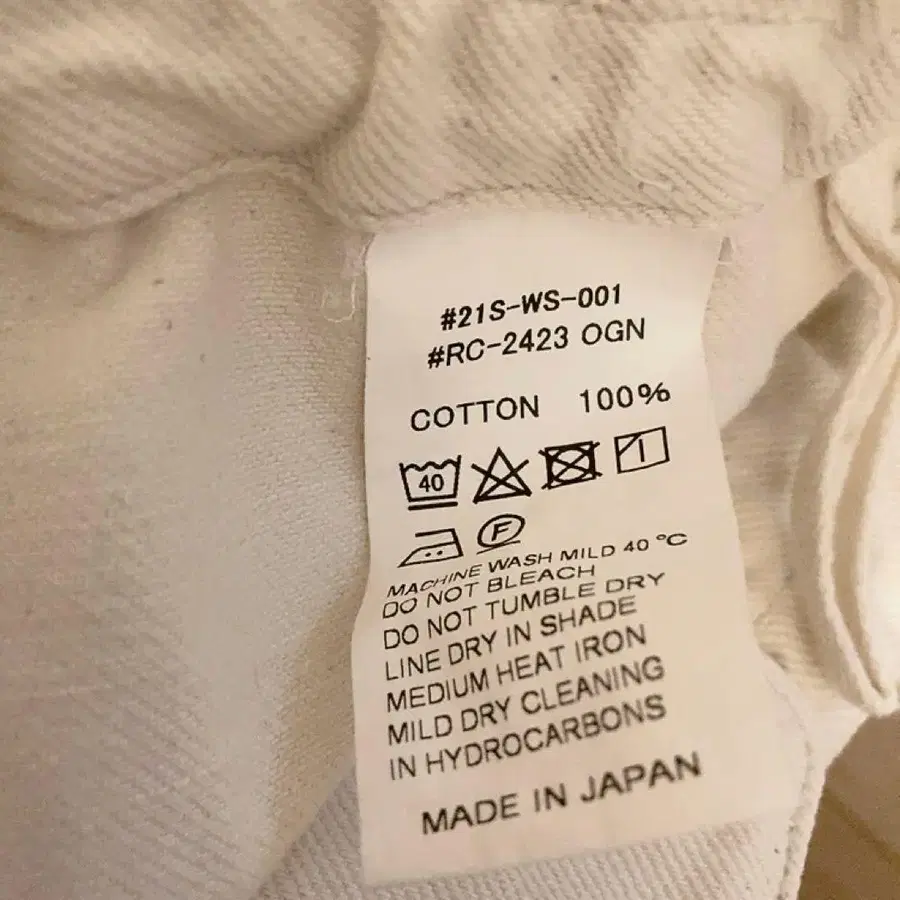 #21S-WS-001
#RC-2423 OGN
COTTON 100%
40
F
MACHINE WASH MILD 40 ℃
DO NOT BLEACH
DO NOT TUMBLE DRY
LINE DRY IN SHADE
MEDIUM HEAT IRON
MILD DRY CLEANING
IN HYDROCARBONS
MADE IN JAPAN